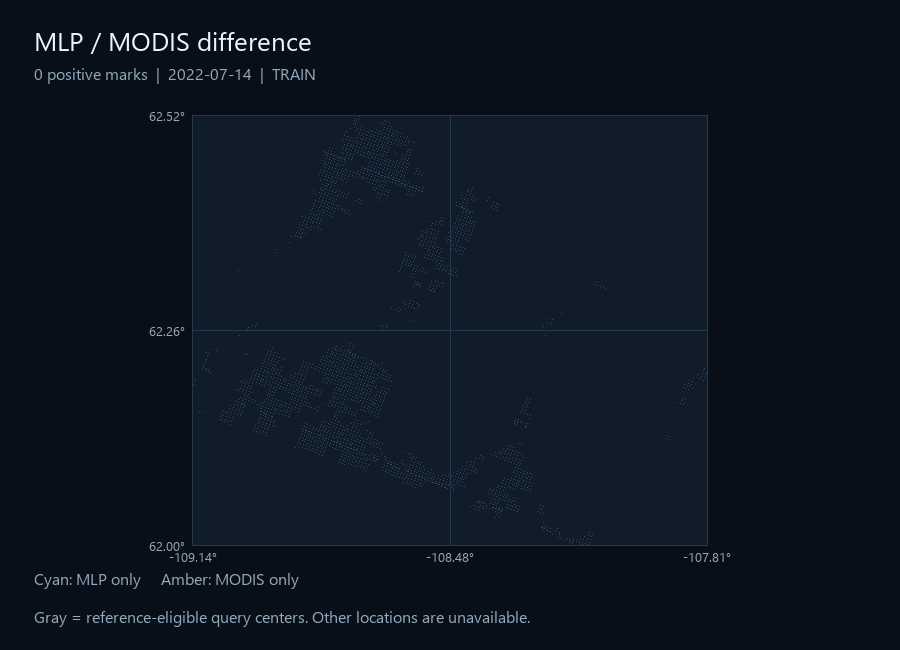 MLP / MODIS difference
0 positive marks | 2022-07-14 | TRAIN
62.52°
62.26°
62.00°
-109.14° -108.48° -107.81°
Cyan: MLP only Amber: MODIS only
Gray = reference-eligible query centers. Other locations are unavailable.